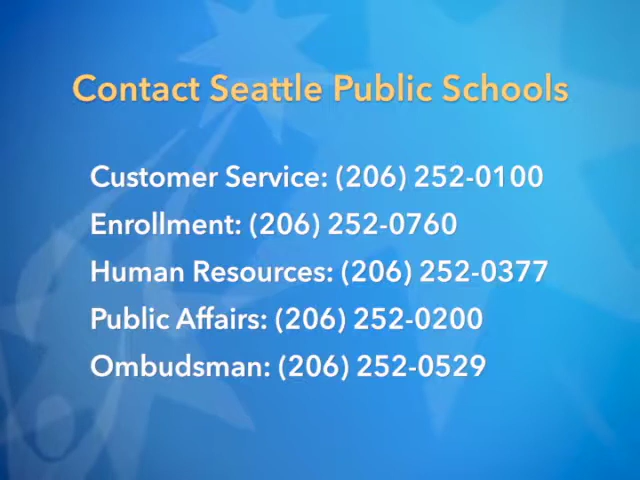 Contact Seattle Public Schools
Customer Service: (206) 252-0100
Enrollment: (206) 252-0760
Human Resources: (206) 252-0377
Public Affairs: (206) 252-0200
Ombudsman: (206) 252-0529